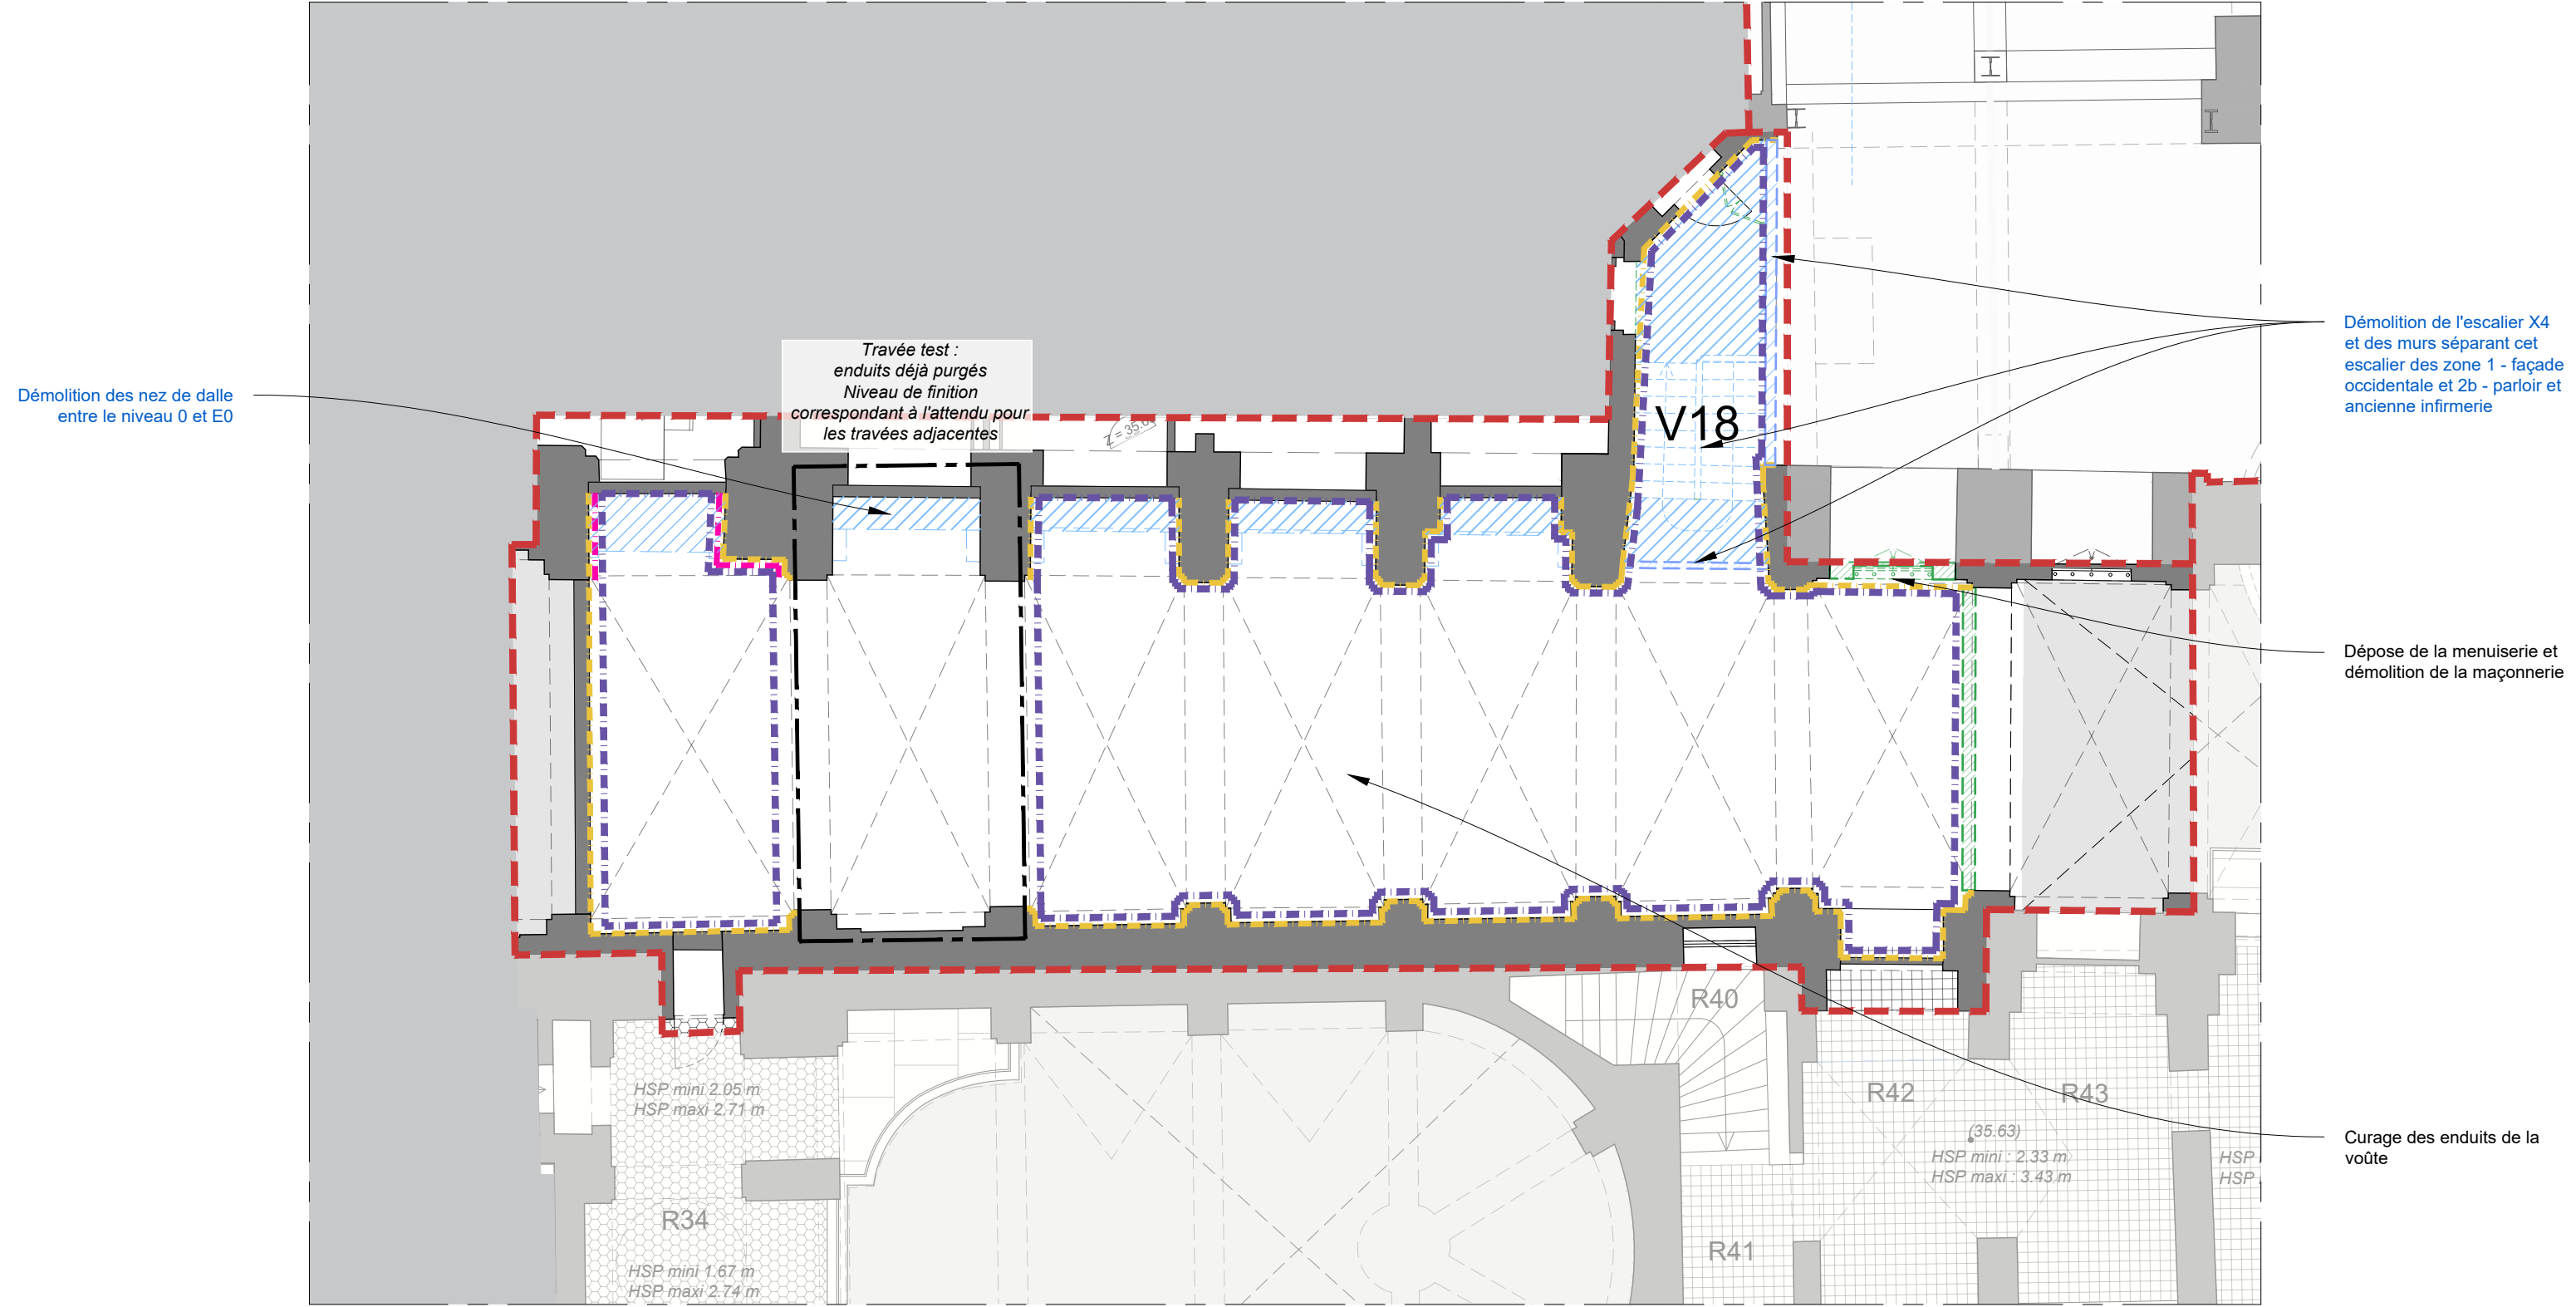 Travée test :
enduits déjà purgés
Niveau de finition
correspondant à l'attendu pour
les travées adjacentes
Démolition des nez de dalle
entre le niveau 0 et E0
Z = 35.6
V18
Démolition de l'escalier X4
et des murs séparant cet
escalier des zone 1 - façade
occidentale et 2b - parloir et
ancienne infirmerie
Dépose de la menuiserie et
démolition de la maçonnerie
Curage des enduits de la
voûte
R40
HSP mini 2.05 m
HSP maxi 2.71 m
R42
R43
(35.63)
HSP mini : 2.33 m
HSP maxi : 3.43 m
HSP
HSP
R34
R41
HSP mini 1.67 m
HSP maxi 2.74 m